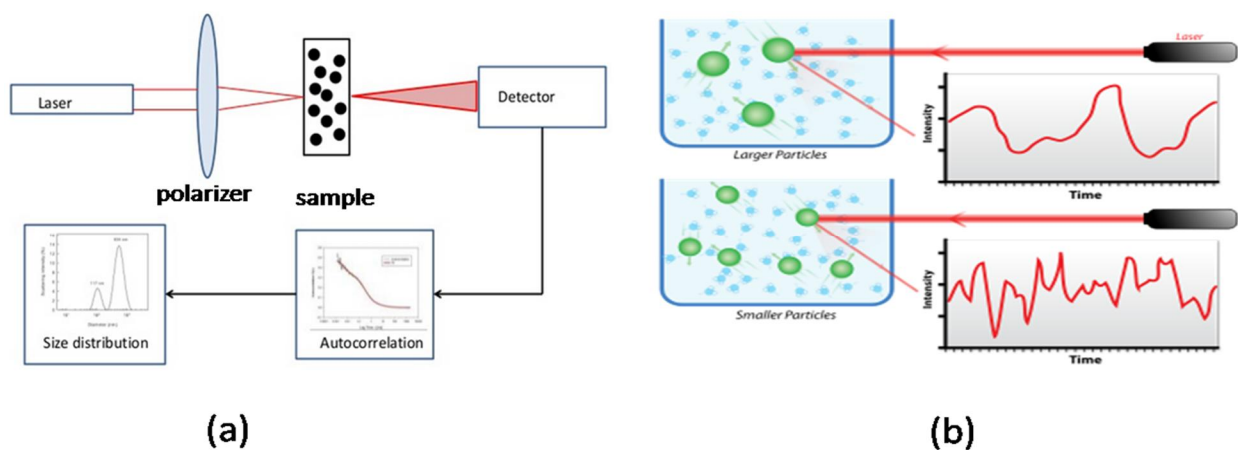 Laser
Detector
polarizer
sample
Size distribution
Autocorrelation
(a)
Laser
Intensity
Time
Larger Particles
Intensity
Time
Smaller Particles
(b)